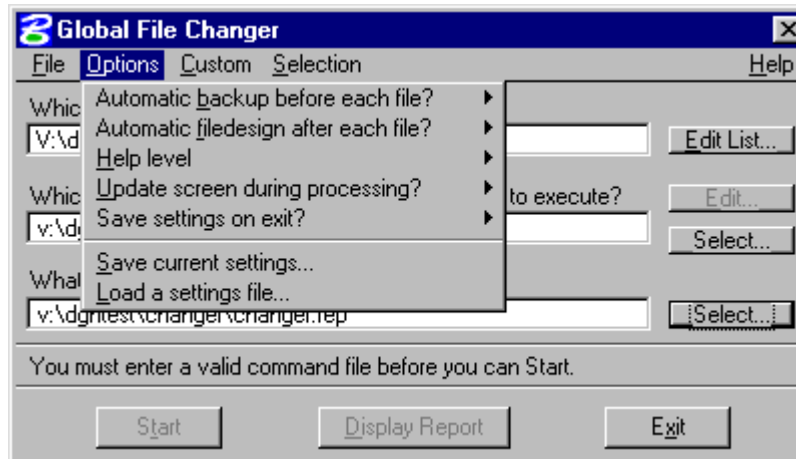 Global File Changer
File Options Custom Selection Help
Automatic backup before each file?
Whic
Automatic filedesign after each file?
V:\d
Edit List...
Help level
Update screen during processing?
Whic to execute?
Edit...
Save settings on exit?
v:\d
Select...
Save current settings...
What
Load a settings file...
v:\dgntest\changer\changer.rep
Select...
You must enter a valid command file before you can Start.
Start Display Report Exit